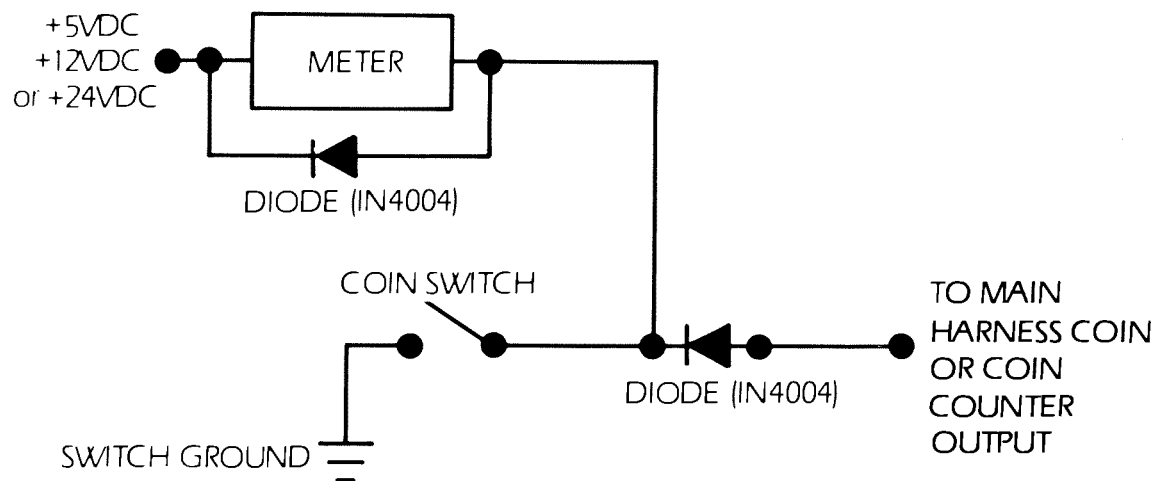 +5VDC
+12VDC
or +24VDC
METER
DIODE (IN4004)
COIN SWITCH
TO MAIN
HARNESS COIN
OR COIN
COUNTER
OUTPUT
DIODE (IN4004)
SWITCH GROUND